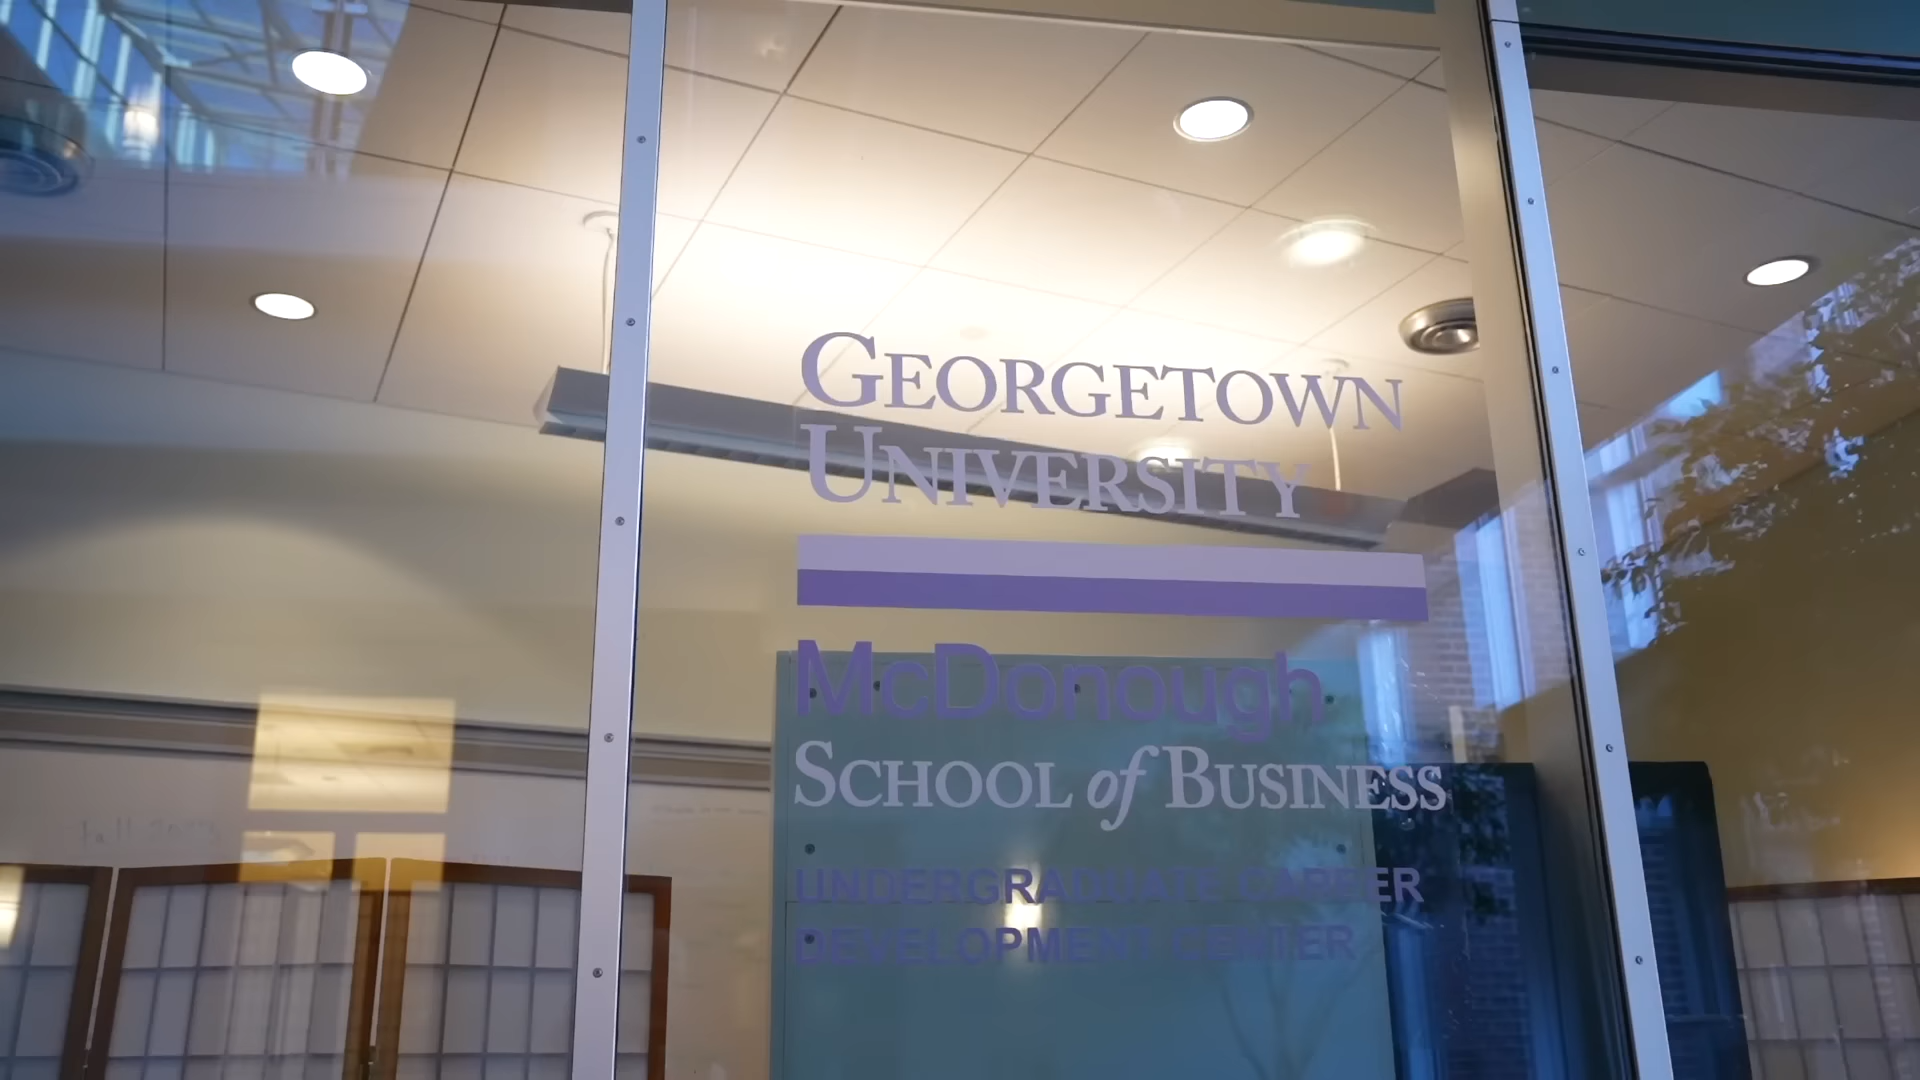 GEORGETOWN
UNIVERSITY
McDonough
SCHOOL of BUSINESS
UNDERGRADUATE CAREER
DEVELOPMENT CENTER